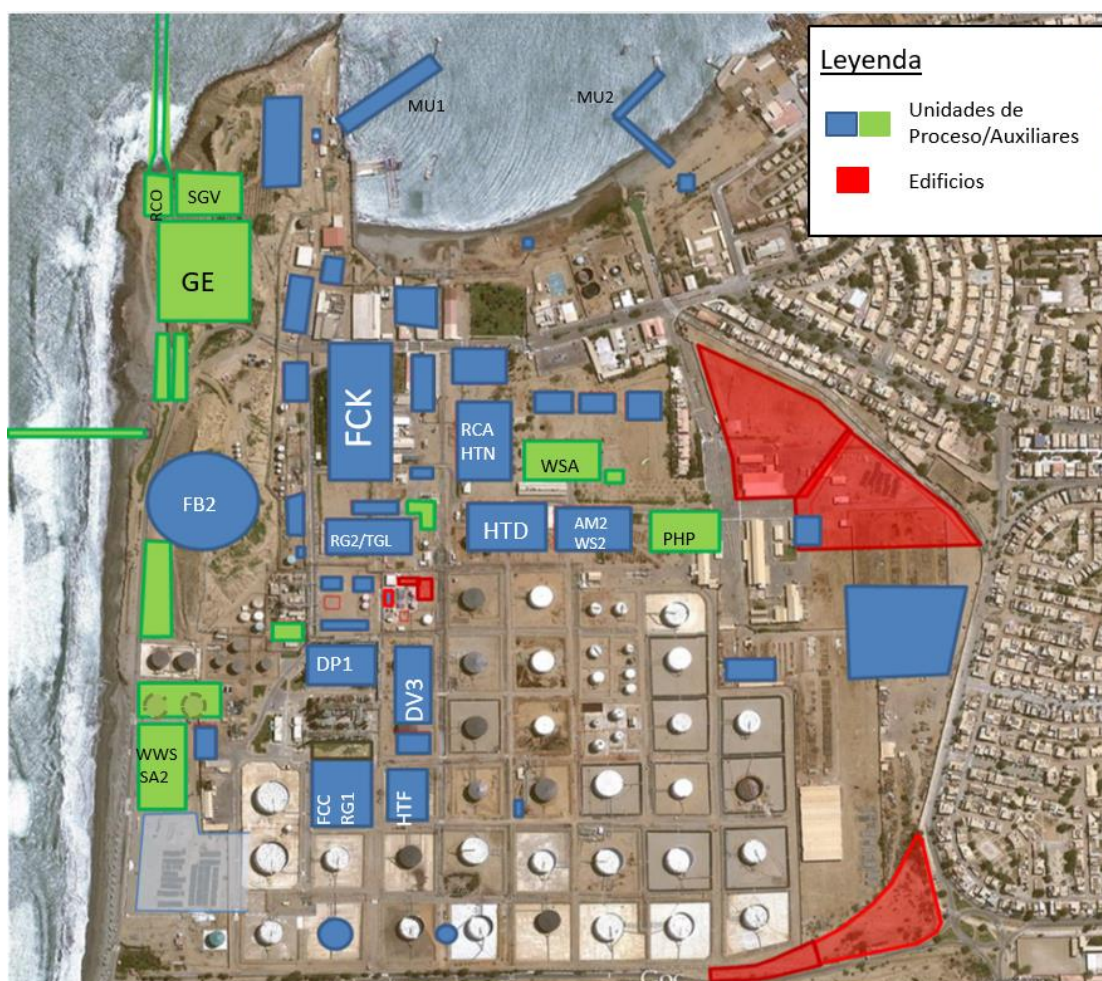 Leyenda
Unidades de
Proceso/Auxiliares
Edificios
MU1
MU2
RCO
SGV
GE
FCK
RCA
HTN
WSA
FB2
RG2/TGL
HTD
AM2
WS2
PHP
DP1
DV3
WWS
SA2
FCC
RG1
HTF